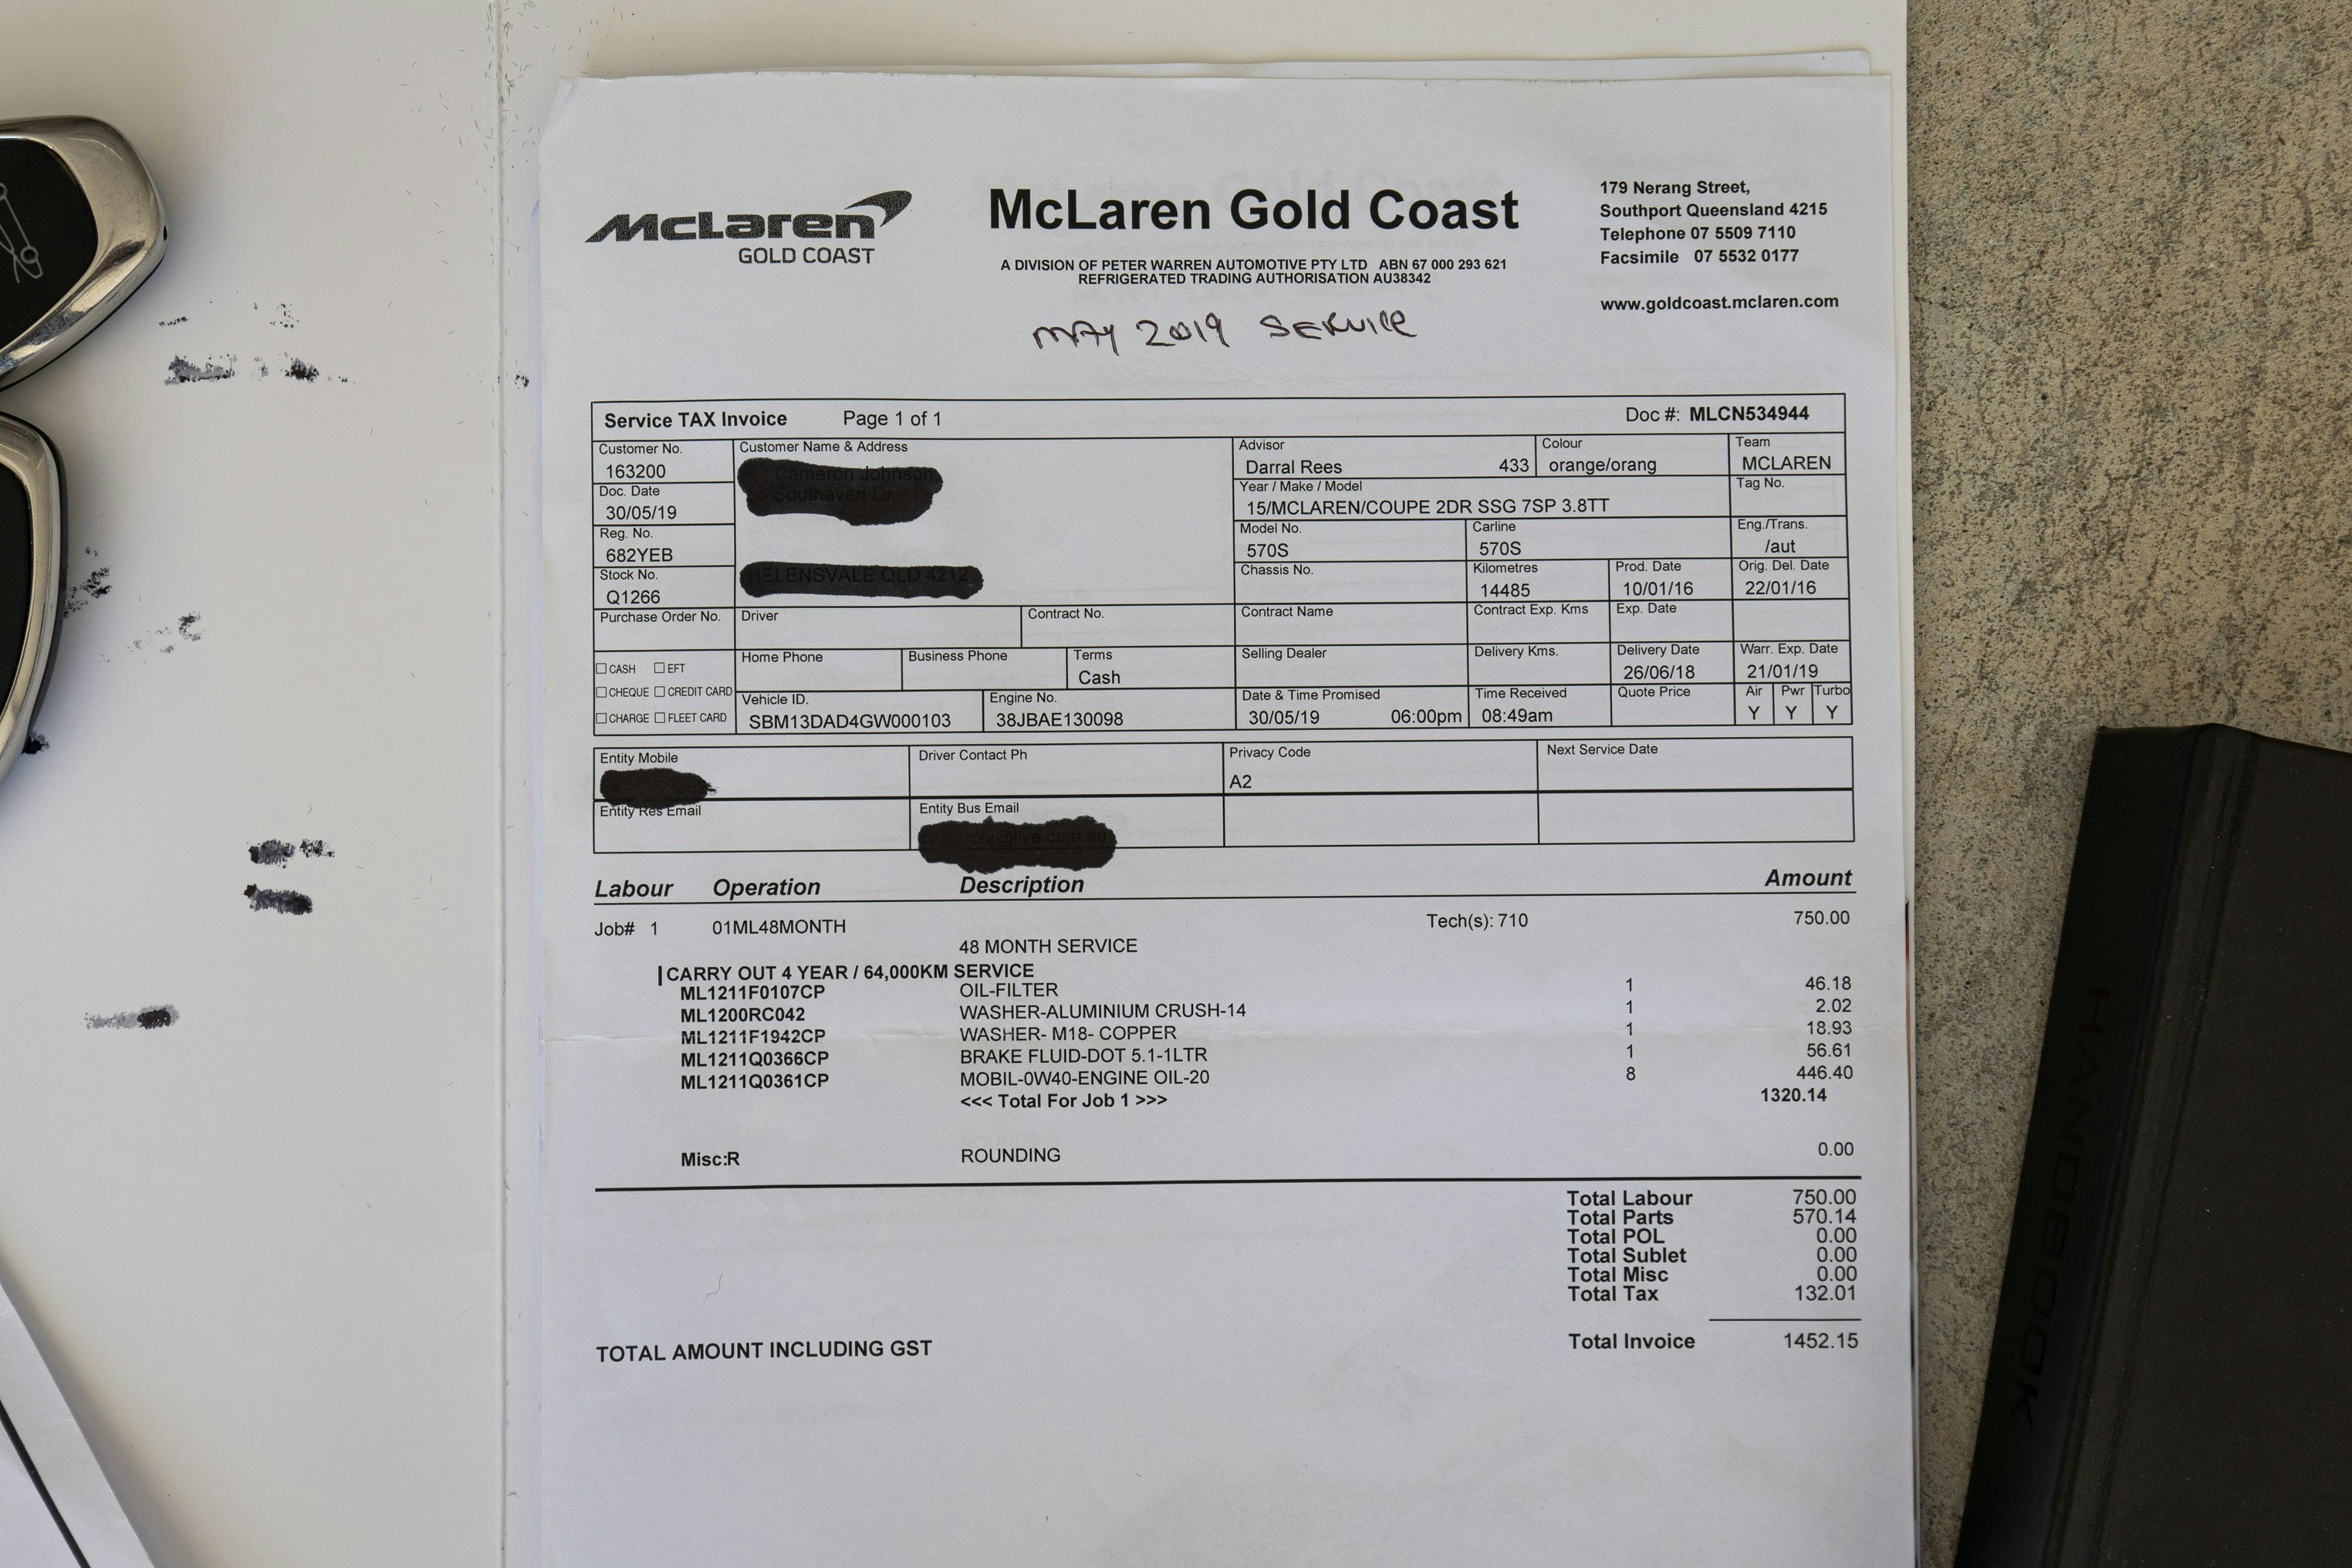 McLaren
GOLD COAST
McLaren Gold Coast
A DIVISION OF PETER WARREN AUTOMOTIVE PTY LTD ABN 67 000 293 621
REFRIGERATED TRADING AUTHORISATION AU38342
179 Nerang Street,
Southport Queensland 4215
Telephone 07 5509 7110
Facsimile 07 5532 0177
www.goldcoast.mclaren.com
MAY 2019 SERVICE
Service TAX Invoice Page 1 of 1 Doc #: MLCN534944
Customer No. Customer Name & Address Advisor Colour Team
163200 Darral Rees 433 orange/orang MCLAREN
Doc. Date Year / Make / Model Tag No.
30/05/19 15/MCLAREN/COUPE 2DR SSG 7SP 3.8TT
Reg. No. Model No. Carline Eng./Trans.
682YEB 570S 570S /aut
Stock No. Chassis No. Kilometres Prod. Date Orig. Del. Date
Q1266 14485 10/01/16 22/01/16
Purchase Order No. Driver Contract No. Contract Name Contract Exp. Kms Exp. Date
CASH EFT Home Phone Business Phone Terms Selling Dealer Delivery Kms. Delivery Date Warr. Exp. Date
Cash 26/06/18 21/01/19
CHEQUE CREDIT CARD Vehicle ID. Engine No. Date & Time Promised Time Received Quote Price Air Pwr Turbo
CHARGE FLEET CARD SBM13DAD4GW000103 38JBAE130098 30/05/19 06:00pm 08:49am Y Y Y
Entity Mobile Driver Contact Ph Privacy Code Next Service Date
A2
Entity Res Email Entity Bus Email
Labour Operation Description Amount
Job# 1 01ML48MONTH Tech(s): 710 750.00
48 MONTH SERVICE
CARRY OUT 4 YEAR / 64,000KM SERVICE
ML1211F0107CP OIL-FILTER 1 46.18
ML1200RC042 WASHER-ALUMINIUM CRUSH-14 1 2.02
ML1211F1942CP WASHER- M18- COPPER 1 18.93
ML1211Q0366CP BRAKE FLUID-DOT 5.1-1LTR 1 56.61
ML1211Q0361CP MOBIL-0W40-ENGINE OIL-20 8 446.40
<<< Total For Job 1 >>> 1320.14
Misc:R ROUNDING 0.00
Total Labour 750.00
Total Parts 570.14
Total POL 0.00
Total Sublet 0.00
Total Misc 0.00
Total Tax 132.01
TOTAL AMOUNT INCLUDING GST Total Invoice 1452.15
HANDBOOK